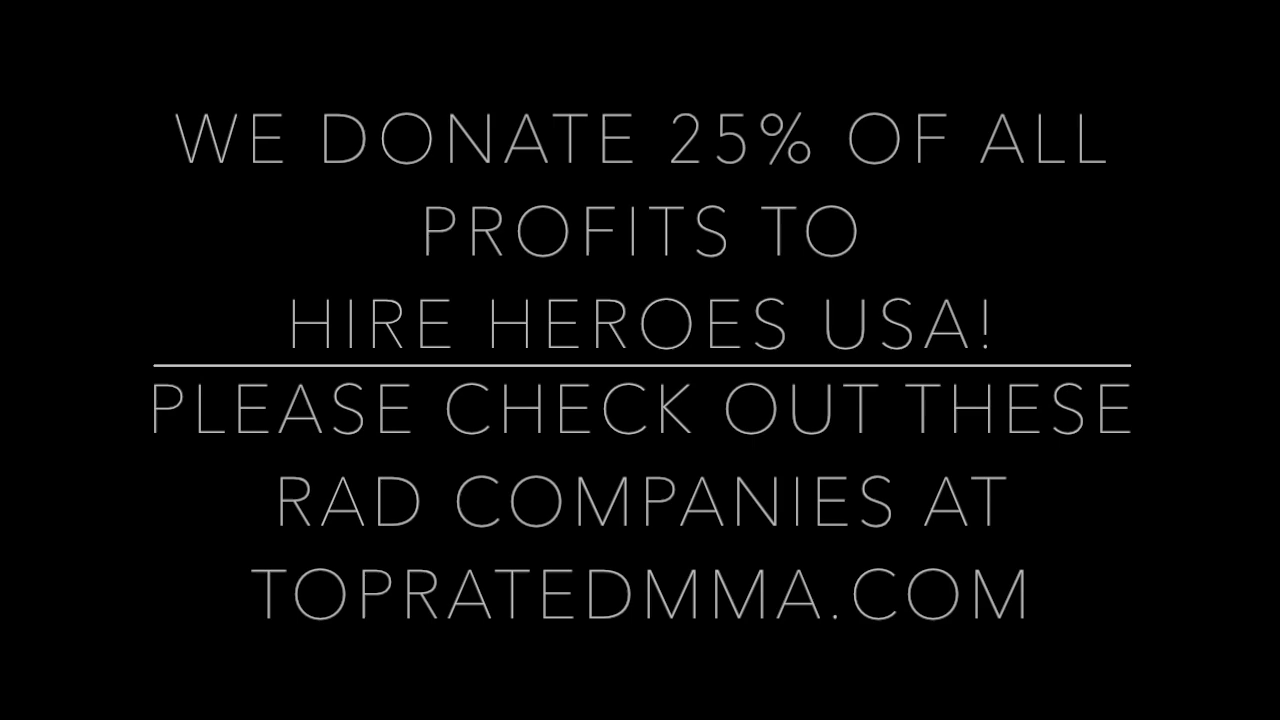 WE DONATE 25% OF ALL
PROFITS TO
HIRE HEROES USA!
PLEASE CHECK OUT THESE
RAD COMPANIES AT
TOPRATEDMMA.COM